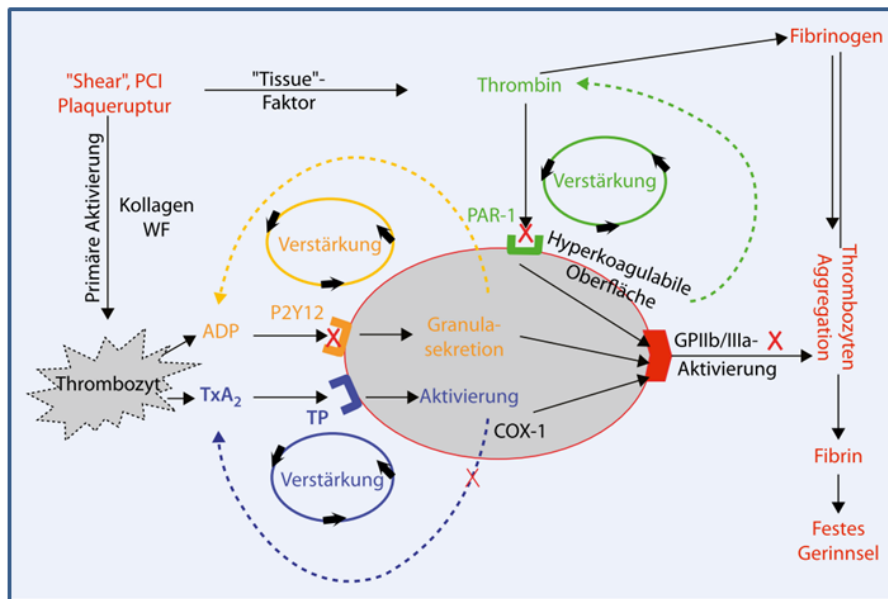 Fibrinogen
"Shear", PCI
Plaqueruptur
"Tissue"-
Faktor
Thrombin
Primäre Aktivierung
Kollagen
WF
Verstärkung
Verstärkung
PAR-1
X
Hyperkoagulabile
Oberfläche
Thrombozyten
Aggregation
ADP
P2Y12
X
Granula-
sekretion
GPIIb/IIIa-
Aktivierung
X
Thrombozyt
TxA2
TP
Aktivierung
COX-1
Verstärkung
X
Fibrin
Festes
Gerinnsel